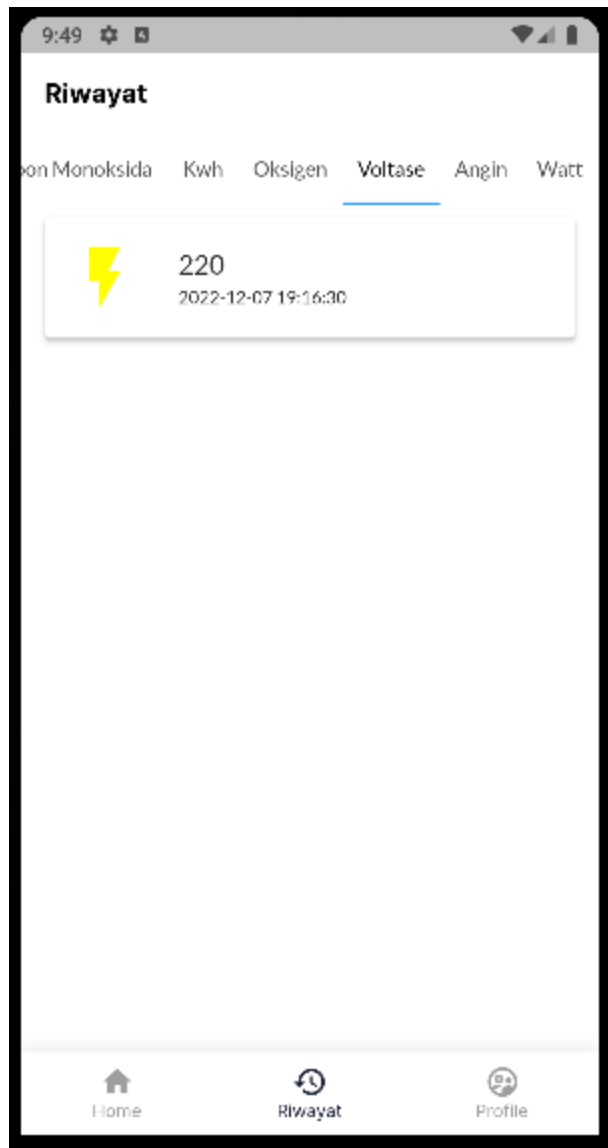 9:49
Riwayat
on Monoksida Kwh Oksigen Voltase Angin Watt
220
2022-12-07 19:16:30
Home Riwayat Profile